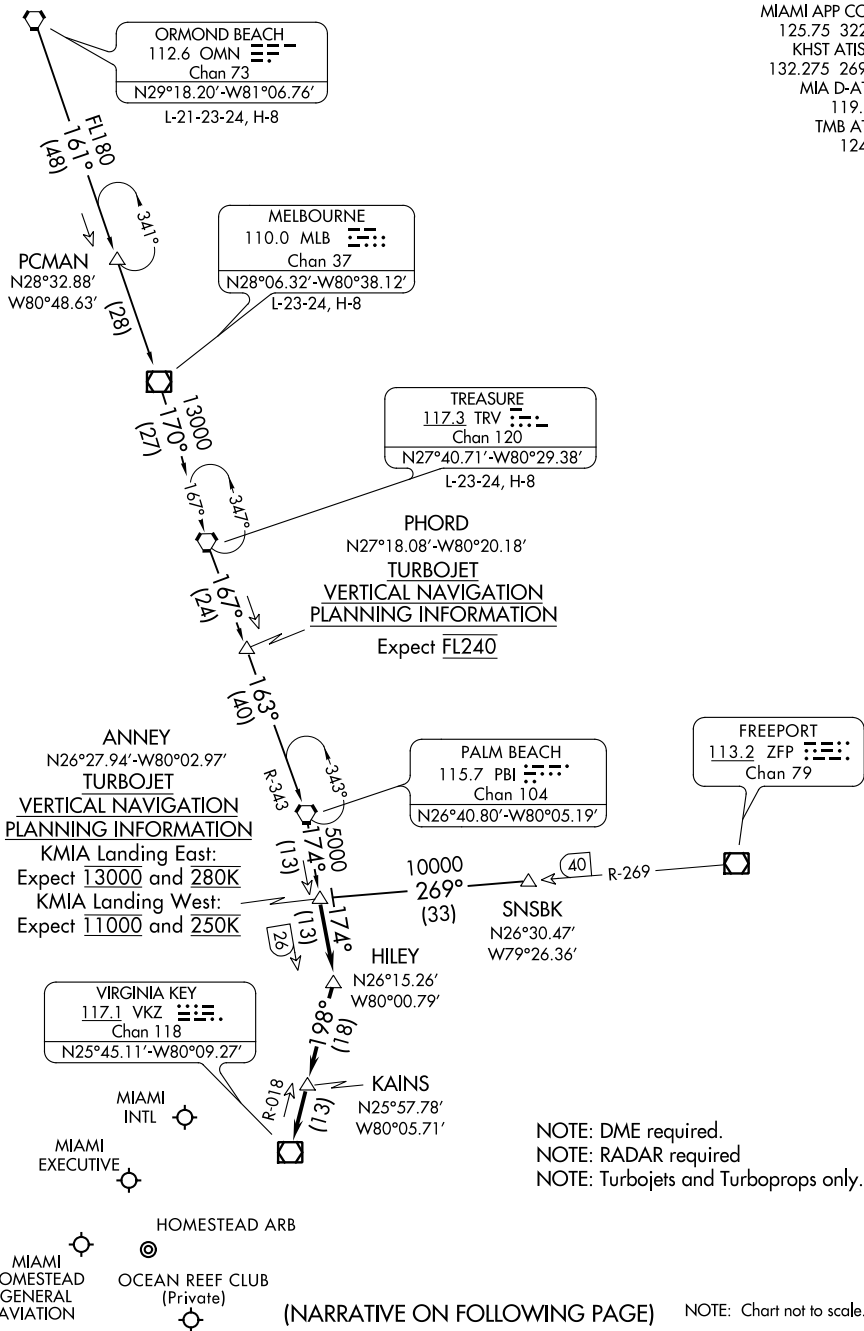 MIAMI APP CO
125.75 322
KHST ATIS
132.275 269
MIA D-AT
119.
TMB AT
124
ORMOND BEACH
112.6 OMN
Chan 73
N29°18.20'-W81°06.76'
L-21-23-24, H-8
FL180
161°
(48)
341°
PCMAN
N28°32.88'
W80°48.63'
(28)
MELBOURNE
110.0 MLB
Chan 37
N28°06.32'-W80°38.12'
L-23-24, H-8
13000
170°
(27)
TREASURE
117.3 TRV
Chan 120
N27°40.71'-W80°29.38'
L-23-24, H-8
167°
347°
PHORD
N27°18.08'-W80°20.18'
TURBOJET
VERTICAL NAVIGATION
PLANNING INFORMATION
Expect FL240
167°
(24)
163°
(40)
ANNEY
N26°27.94'-W80°02.97'
TURBOJET
VERTICAL NAVIGATION
PLANNING INFORMATION
KMIA Landing East:
Expect 13000 and 280K
KMIA Landing West:
Expect 11000 and 250K
R-343
343°
PALM BEACH
115.7 PBI
Chan 104
N26°40.80'-W80°05.19'
FREEPORT
113.2 ZFP
Chan 79
5000
174°
(13)
10000
269°
(33)
40
R-269
SNSBK
N26°30.47'
W79°26.36'
174°
(13)
26
HILEY
N26°15.26'
W80°00.79'
VIRGINIA KEY
117.1 VKZ
Chan 118
N25°45.11'-W80°09.27'
198°
(18)
KAINS
N25°57.78'
W80°05.71'
R-018
(13)
MIAMI
INTL
MIAMI
EXECUTIVE
NOTE: DME required.
NOTE: RADAR required
NOTE: Turbojets and Turboprops only.
HOMESTEAD ARB
MIAMI
OMESTEAD
GENERAL
AVIATION
OCEAN REEF CLUB
(Private)
(NARRATIVE ON FOLLOWING PAGE)
NOTE: Chart not to scale.